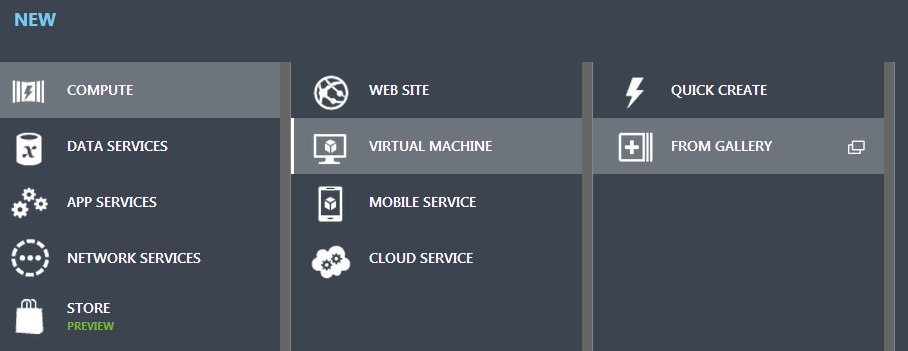 NEW
COMPUTE
DATA SERVICES
APP SERVICES
NETWORK SERVICES
STORE
PREVIEW
WEB SITE
VIRTUAL MACHINE
MOBILE SERVICE
CLOUD SERVICE
QUICK CREATE
FROM GALLERY